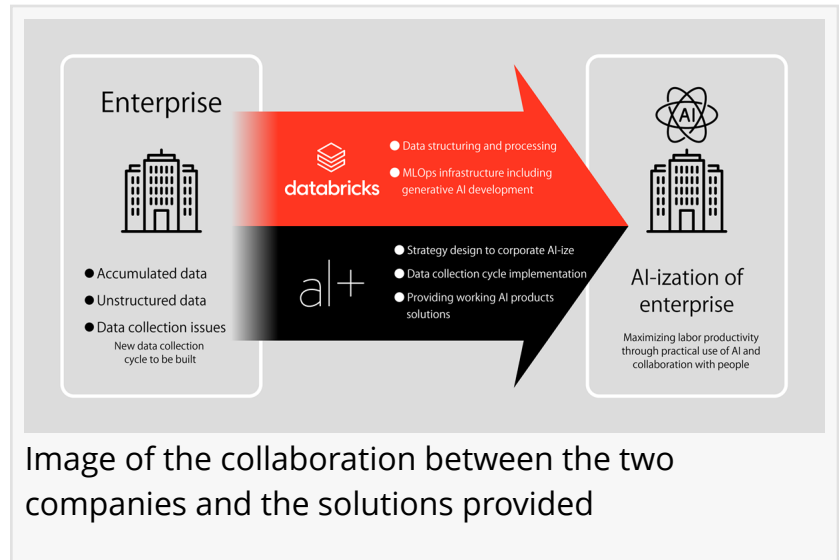 Enterprise
● Accumulated data
● Unstructured data
● Data collection issues
New data collection
cycle to be built
databricks
● Data structuring and processing
● MLOps infrastructure including
generative AI development
al+
● Strategy design to corporate AI-ize
● Data collection cycle implementation
● Providing working AI products
solutions
AI
AI-ization of
enterprise
Maximizing labor productivity
through practical use of AI and
collaboration with people
Image of the collaboration between the two
companies and the solutions provided